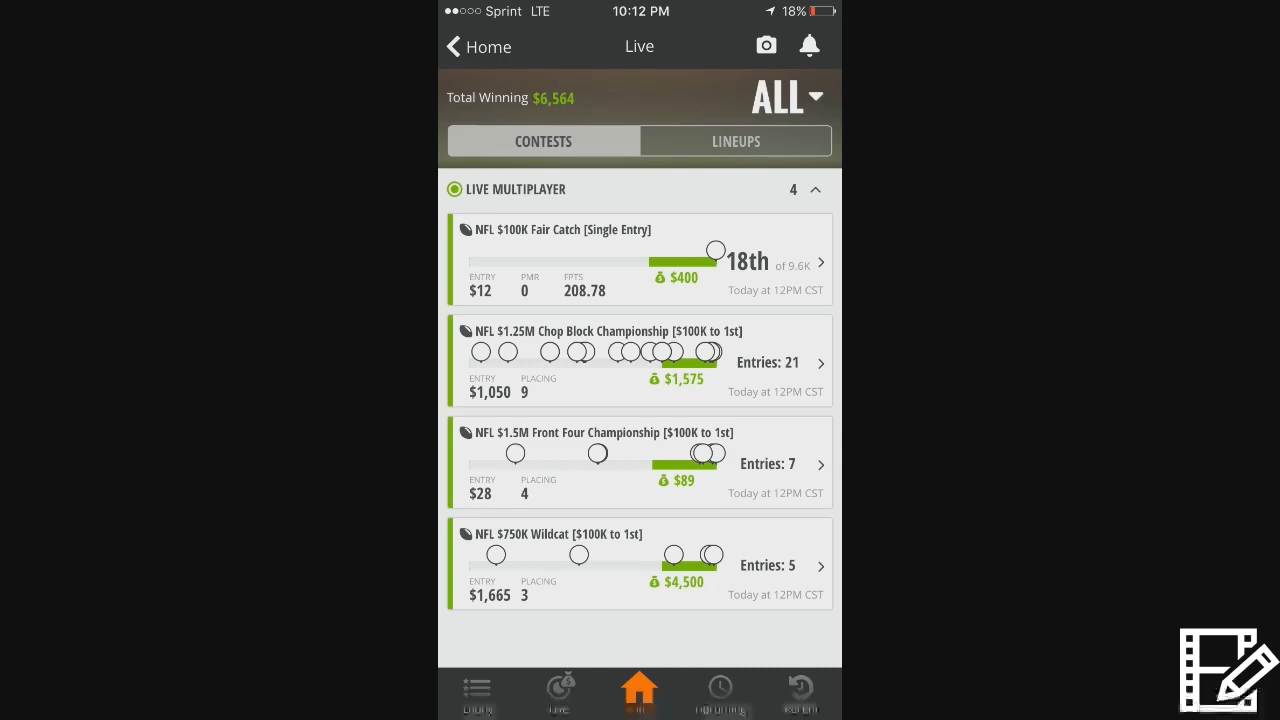 Sprint LTE 10:12 PM 18%
Home Live
Total Winning $6,564 ALL
CONTESTS LINEUPS
LIVE MULTIPLAYER 4
NFL $100K Fair Catch [Single Entry]
18th of 9.6K
ENTRY PMR FPTS $400
$12 0 208.78 Today at 12PM CST
NFL $1.25M Chop Block Championship [$100K to 1st]
Entries: 21
ENTRY PLACING $1,575
$1,050 9 Today at 12PM CST
NFL $1.5M Front Four Championship [$100K to 1st]
Entries: 7
ENTRY PLACING $89
$28 4 Today at 12PM CST
NFL $750K Wildcat [$100K to 1st]
Entries: 5
ENTRY PLACING $4,500
$1,665 3 Today at 12PM CST